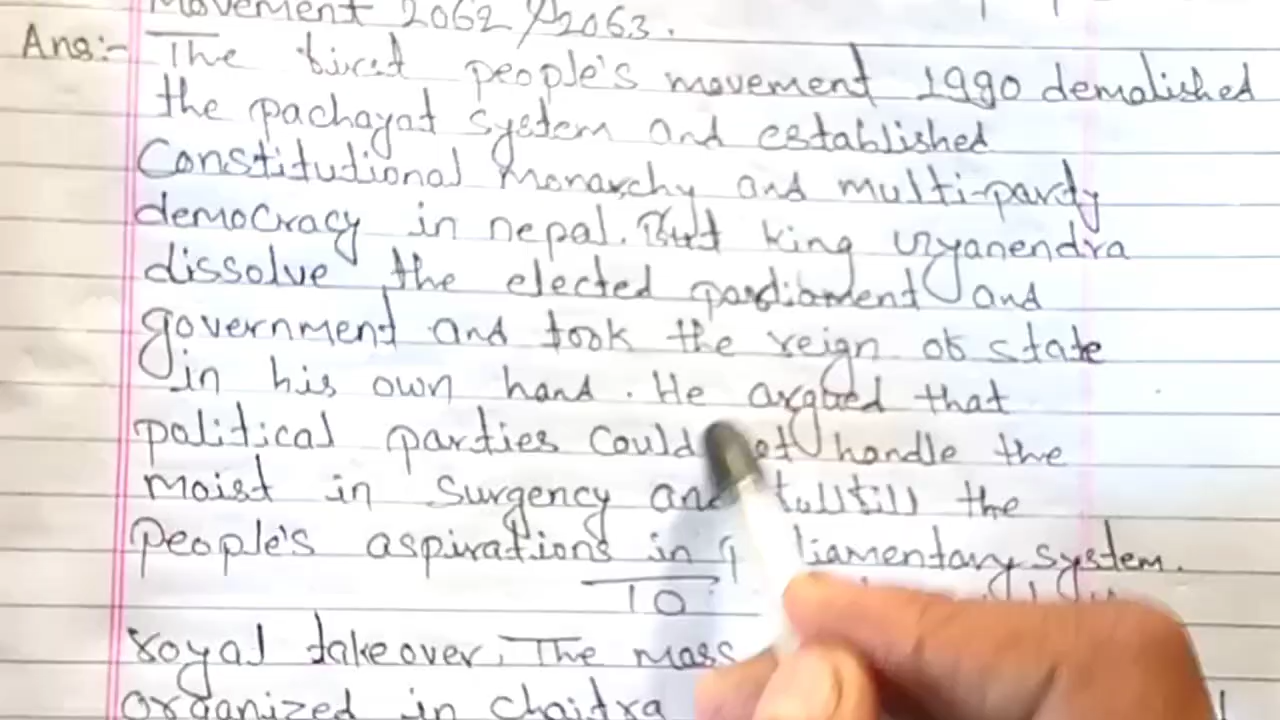 Movement 2062/2063.
Ans:- The first people's movement 1990 demolished
the pachayat system and established
Constitutional Monarchy and multi-party
democracy in nepal. But king Gyanendra
dissolve the elected parliament and
government and took the reign of state
in his own hand. He argued that
political parties could handle the
moist in surgency and fulfill the
people's aspirations in system.
10
royal takeover. The mass
organized in chaitra